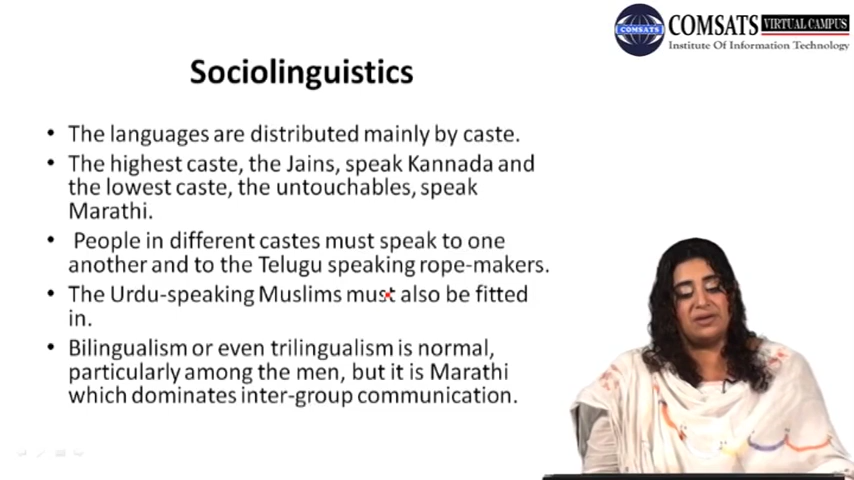 COMSATS VIRTUAL CAMPUS
COMSATS
Institute Of Information Technology
Sociolinguistics
• The languages are distributed mainly by caste.
• The highest caste, the Jains, speak Kannada and
the lowest caste, the untouchables, speak
Marathi.
• People in different castes must speak to one
another and to the Telugu speaking rope-makers.
• The Urdu-speaking Muslims must also be fitted
in.
• Bilingualism or even trilingualism is normal,
particularly among the men, but it is Marathi
which dominates inter-group communication.